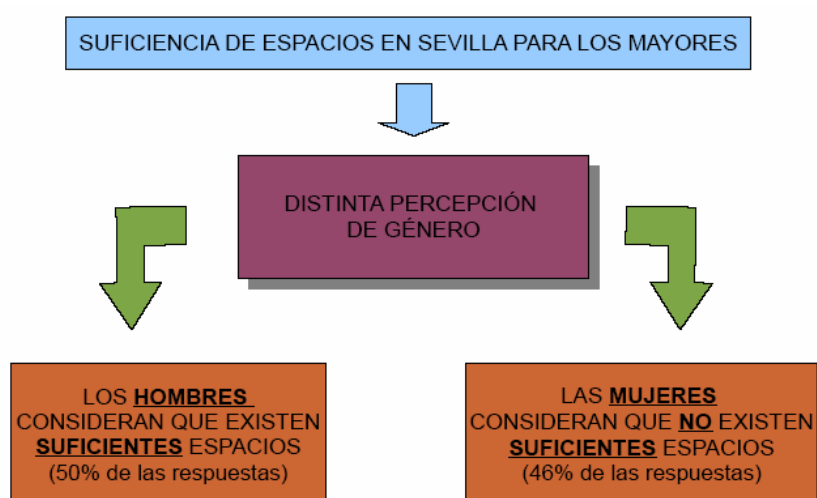 SUFICIENCIA DE ESPACIOS EN SEVILLA PARA LOS MAYORES
DISTINTA PERCEPCIÓN
DE GÉNERO
LOS HOMBRES
CONSIDERAN QUE EXISTEN
SUFICIENTES ESPACIOS
(50% de las respuestas)
LAS MUJERES
CONSIDERAN QUE NO EXISTEN
SUFICIENTES ESPACIOS
(46% de las respuestas)